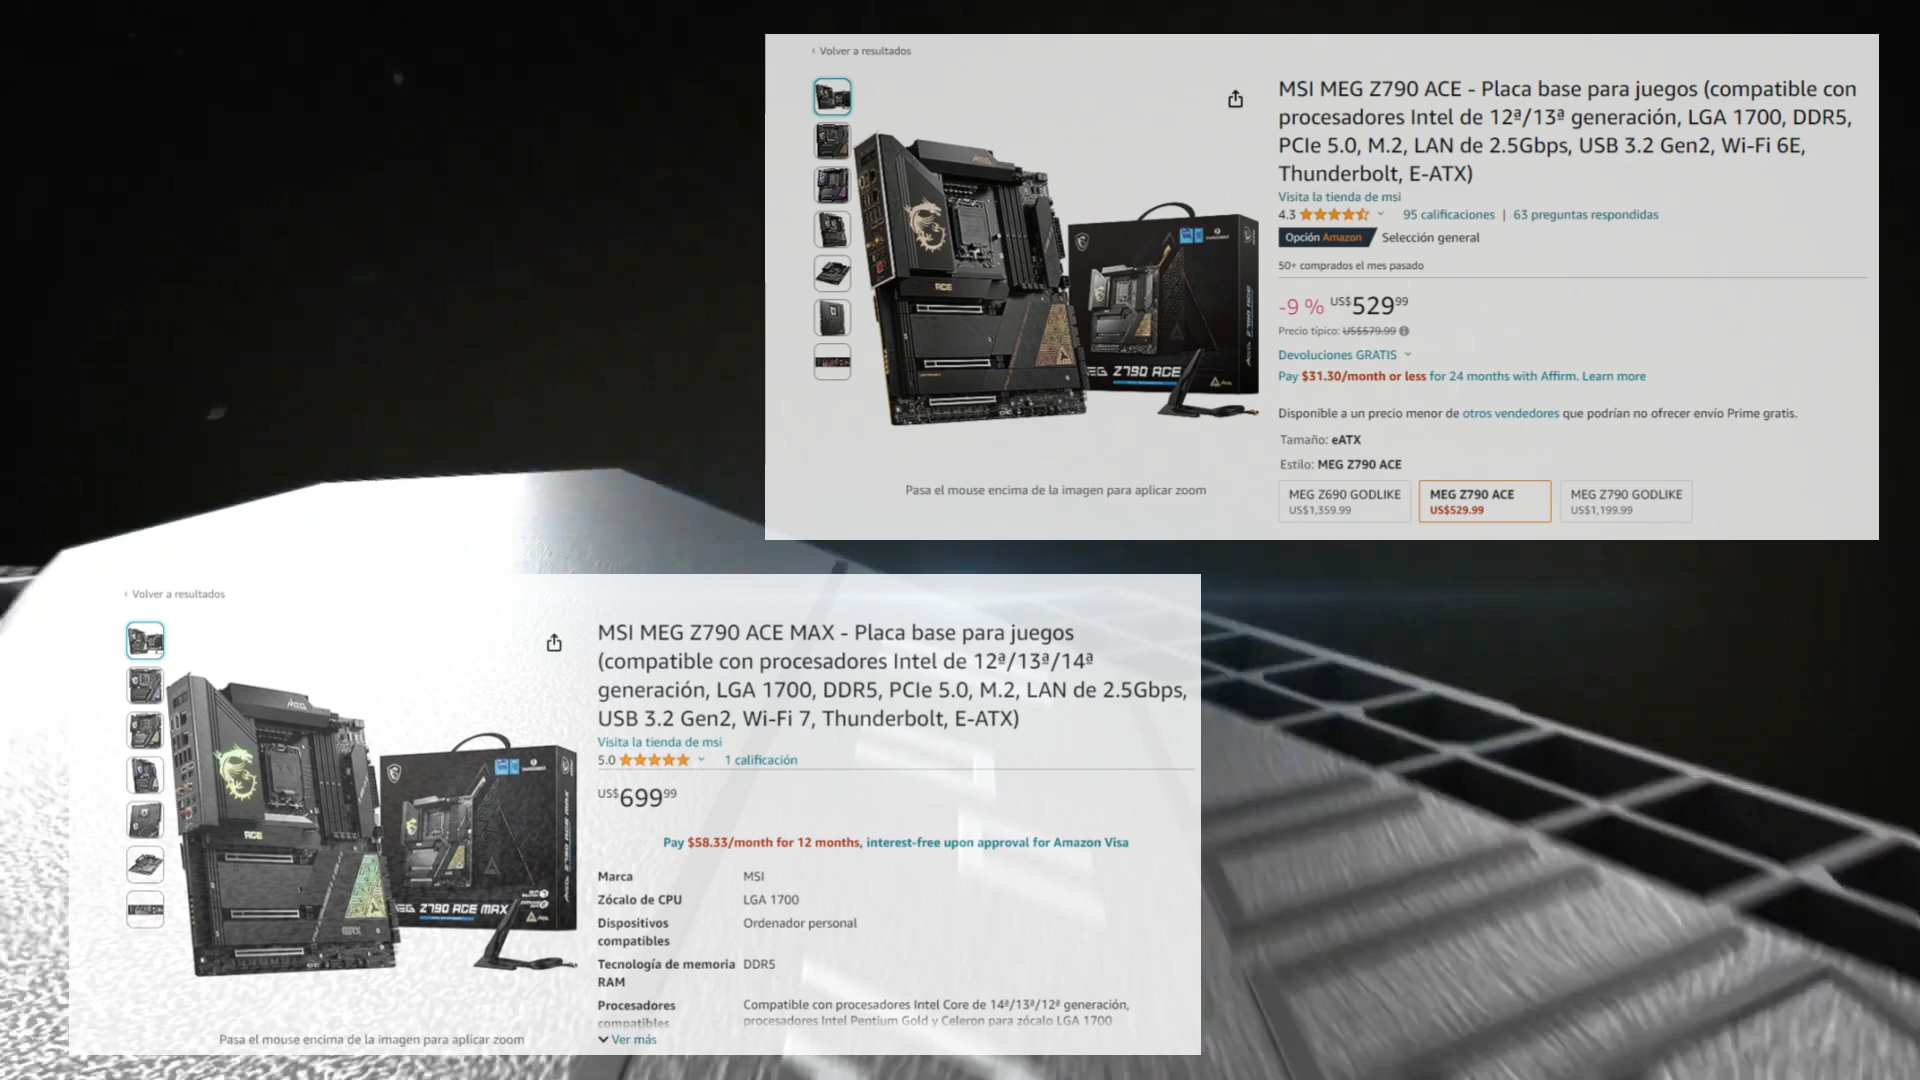 ‹ Volver a resultados
MSI MEG Z790 ACE - Placa base para juegos (compatible con
procesadores Intel de 12ª/13ª generación, LGA 1700, DDR5,
PCIe 5.0, M.2, LAN de 2.5Gbps, USB 3.2 Gen2, Wi-Fi 6E,
Thunderbolt, E-ATX)
Visita la tienda de msi
4.3 95 calificaciones | 63 preguntas respondidas
Opción Amazon Selección general
50+ comprados el mes pasado
-9 % US$529 99
Precio típico: US$579.99
Devoluciones GRATIS
Pay $31.30/month or less for 24 months with Affirm. Learn more
Disponible a un precio menor de otros vendedores que podrían no ofrecer envío Prime gratis.
Tamaño: eATX
Estilo: MEG Z790 ACE
MEG Z690 GODLIKE MEG Z790 ACE MEG Z790 GODLIKE
US$1,359.99 US$529.99 US$1,199.99
MEG
ACE
MEG Z790 ACE
Pasa el mouse encima de la imagen para aplicar zoom
‹ Volver a resultados
MSI MEG Z790 ACE MAX - Placa base para juegos
(compatible con procesadores Intel de 12ª/13ª/14ª
generación, LGA 1700, DDR5, PCIe 5.0, M.2, LAN de 2.5Gbps,
USB 3.2 Gen2, Wi-Fi 7, Thunderbolt, E-ATX)
Visita la tienda de msi
5.0 1 calificación
US$699 99
Pay $58.33/month for 12 months, interest-free upon approval for Amazon Visa
Marca MSI
Zócalo de CPU LGA 1700
Dispositivos Ordenador personal
compatibles
Tecnología de memoria DDR5
RAM
Procesadores Compatible con procesadores Intel Core de 14ª/13ª/12ª generación,
compatibles procesadores Intel Pentium Gold y Celeron para zócalo LGA 1700
Ver más
MEG
ACE
MEG Z790 ACE MAX
MAX
Pasa el mouse encima de la imagen para aplicar zoom